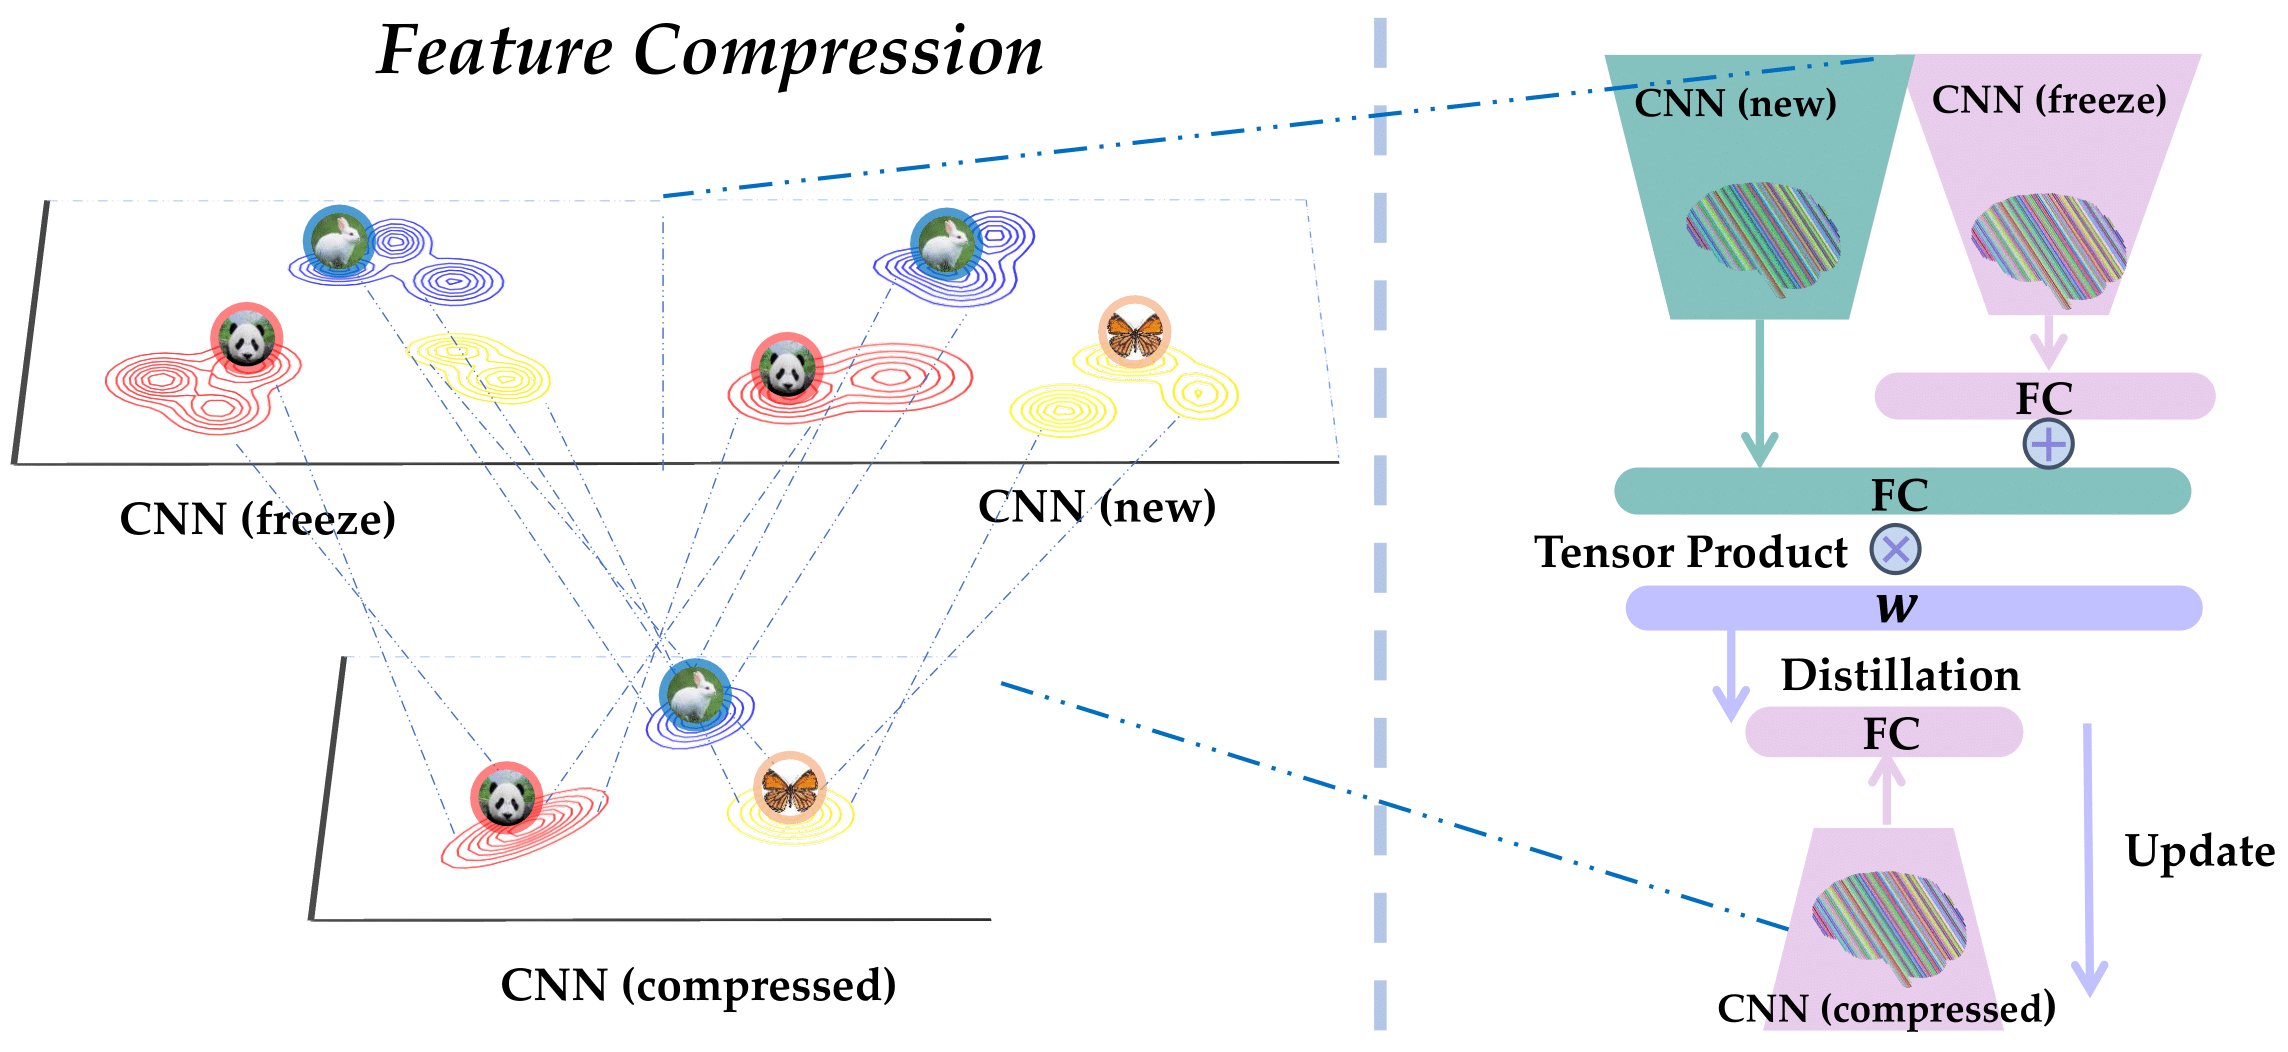 Feature Compression
CNN (freeze)
CNN (new)
CNN (compressed)
CNN (new)
CNN (freeze)
FC
FC
Tensor Product
w
Distillation
FC
Update
CNN (compressed)